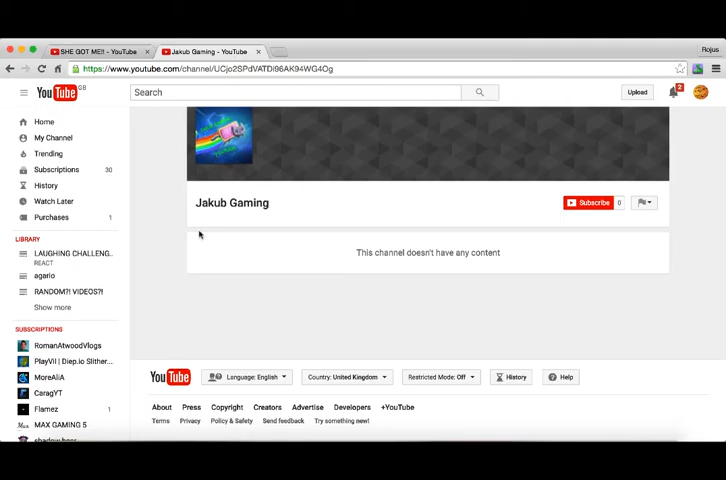 SHE GOT ME!! - YouTube
Jakub Gaming - YouTube
Rojus
https://www.youtube.com/channel/UCjo2SPdVATDi96AK94WG4Og
YouTube GB
Search
Upload
2
Home
My Channel
Trending
Subscriptions 30
History
Watch Later
Purchases 1
LIBRARY
LAUGHING CHALLENG..
REACT
agario
RANDOM?! VIDEOS?!
Show more
SUBSCRIPTIONS
RomanAtwoodVlogs
PlayVII | Diep.io Slither...
MoreAliA
CaragYT
Flamez 1
MAX GAMING 5
Jakub Gaming
Subscribe 0
This channel doesn't have any content
YouTube
Language: English
Country: United Kingdom
Restricted Mode: Off
History
Help
About Press Copyright Creators Advertise Developers +YouTube
Terms Privacy Policy & Safety Send feedback Try something new!